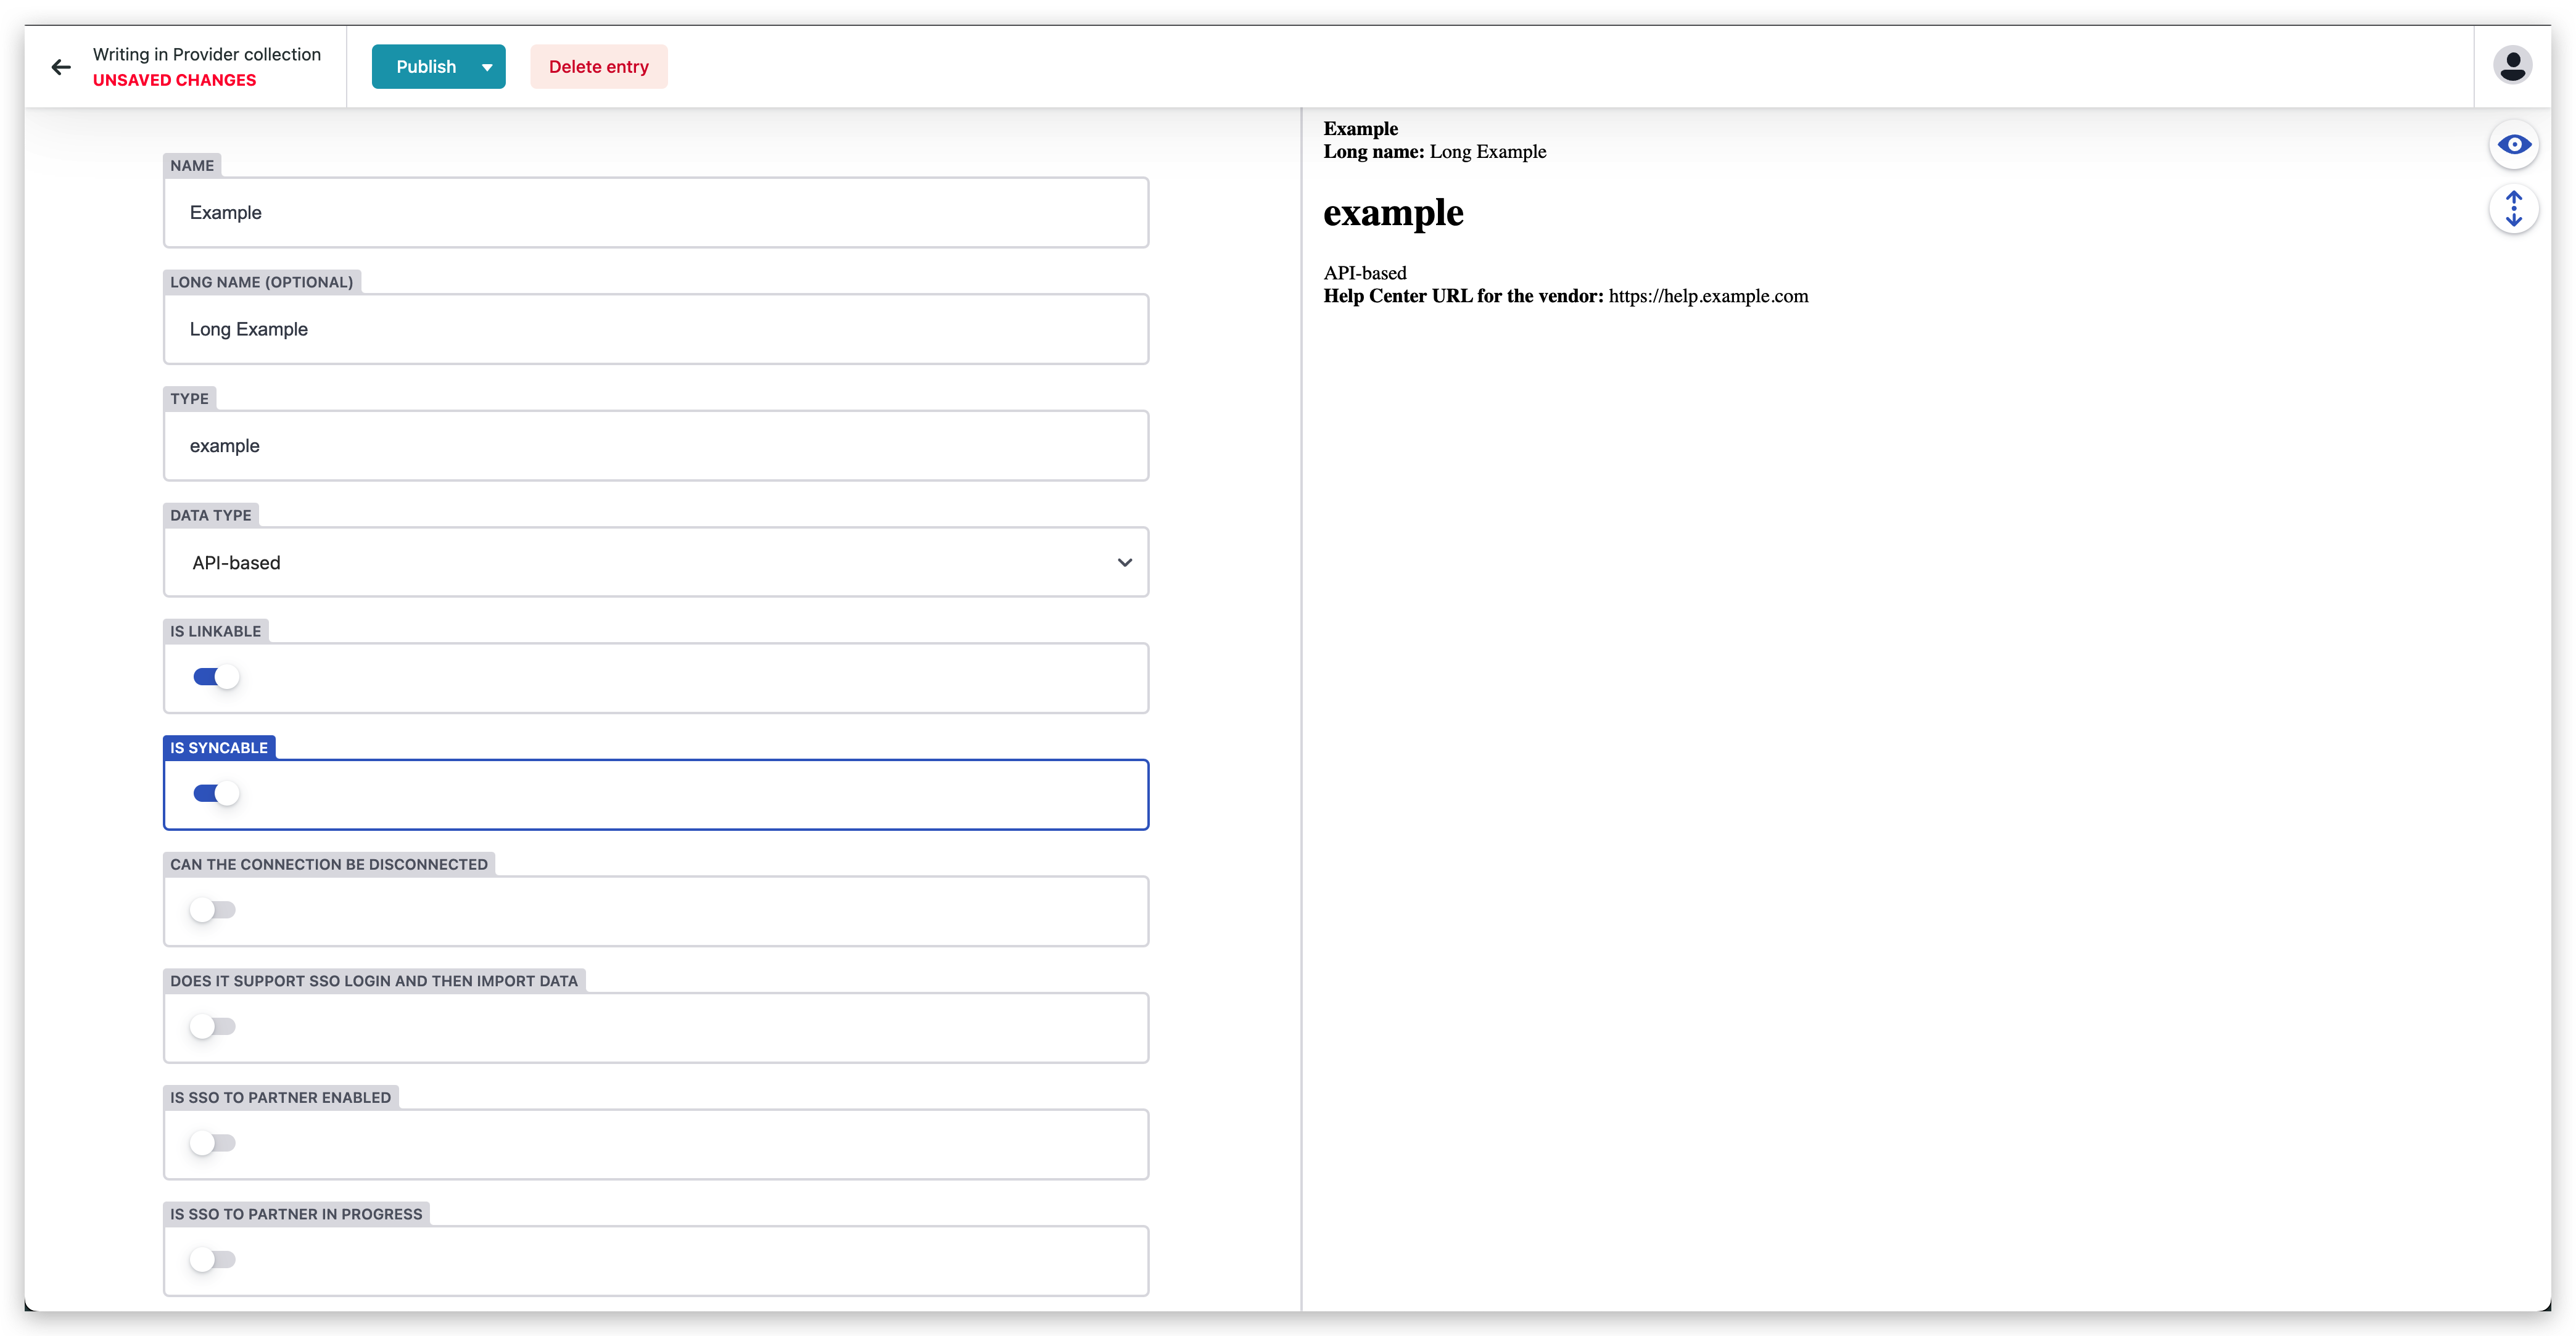 Writing in Provider collection
UNSAVED CHANGES
Publish
Delete entry
NAME
Example
LONG NAME (OPTIONAL)
Long Example
TYPE
example
DATA TYPE
API-based
IS LINKABLE
IS SYNCABLE
CAN THE CONNECTION BE DISCONNECTED
DOES IT SUPPORT SSO LOGIN AND THEN IMPORT DATA
IS SSO TO PARTNER ENABLED
IS SSO TO PARTNER IN PROGRESS
Example
Long name: Long Example
example
API-based
Help Center URL for the vendor: https://help.example.com